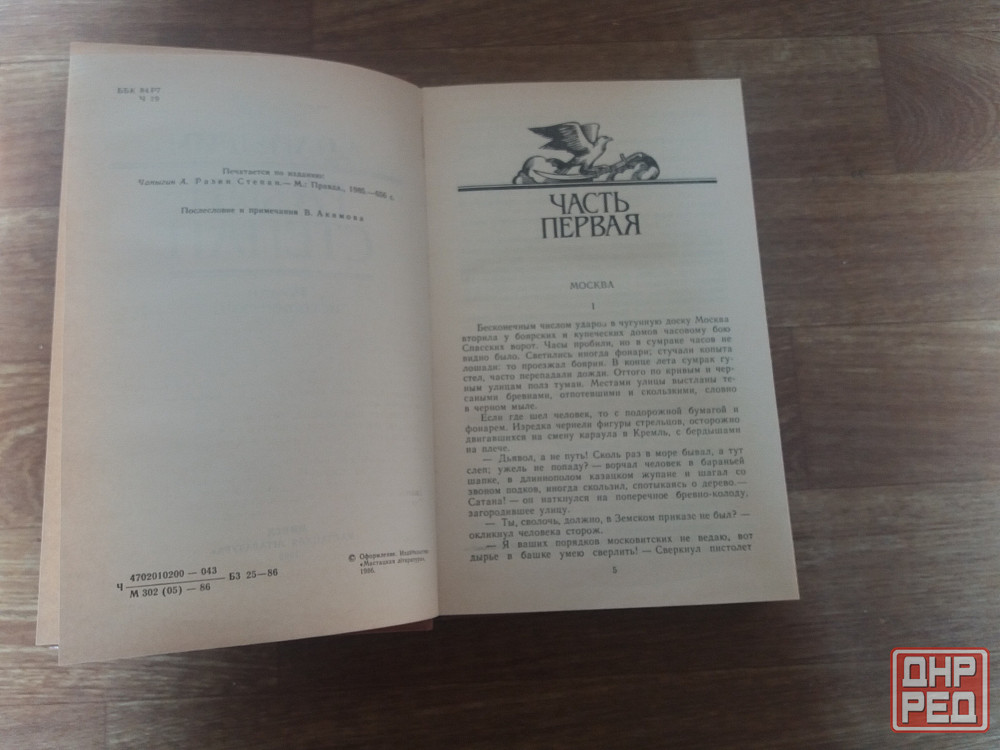 ББК 84Р7
Ч 19
Печатается по изданию:
Чапыгин А. Разин Степан.— М.: Правда, 1980.—656 с.
Послесловие и примечания В. Акимова
Ч 4702010200 — 043
М 302 (05) — 86
БЗ 25—86
© Оформление. Издательство
«Мастацкая літаратура»,
1986.
ЧАСТЬ
ПЕРВАЯ
МОСКВА
1
Бесконечным числом ударов в чугунную доску Москва
вторила у боярских и купеческих домов часовому бою
Спасских ворот. Часы пробили, но в сумраке часов не
видно было. Светились иногда фонари; стучали копыта
лошади: то проезжал боярин. В конце лета сумрак гу-
стел, часто перепадали дожди. Оттого по кривым и чер-
ным улицам полз туман. Местами улицы выстланы те-
саными бревнами, отпотевшими и скользкими, словно
в черном мыле.
Если где шел человек, то с подорожной бумагой и
фонарем. Изредка чернели фигуры стрельцов, осторожно
двигавшихся на смену караула в Кремль, с бердышами
на плече.
— Дьявол, а не путь! Сколь раз в море бывал, а тут
слеп; ужель не попаду? — ворчал человек в бараньей
шапке, в длиннополом казацком жупане и шагал со
звоном подков, иногда скользил, спотыкаясь о дерево.—
Сатана! — он наткнулся на поперечное бревно-колоду,
загородившее улицу.
— Ты, сволочь, должно, в Земском приказе не был? —
окликнул человека сторож.
— Я ваших порядков московитских не ведаю, вот
дырье в башке умею сверлить! — Сверкнул пистолет
5
ДНР
РЕД